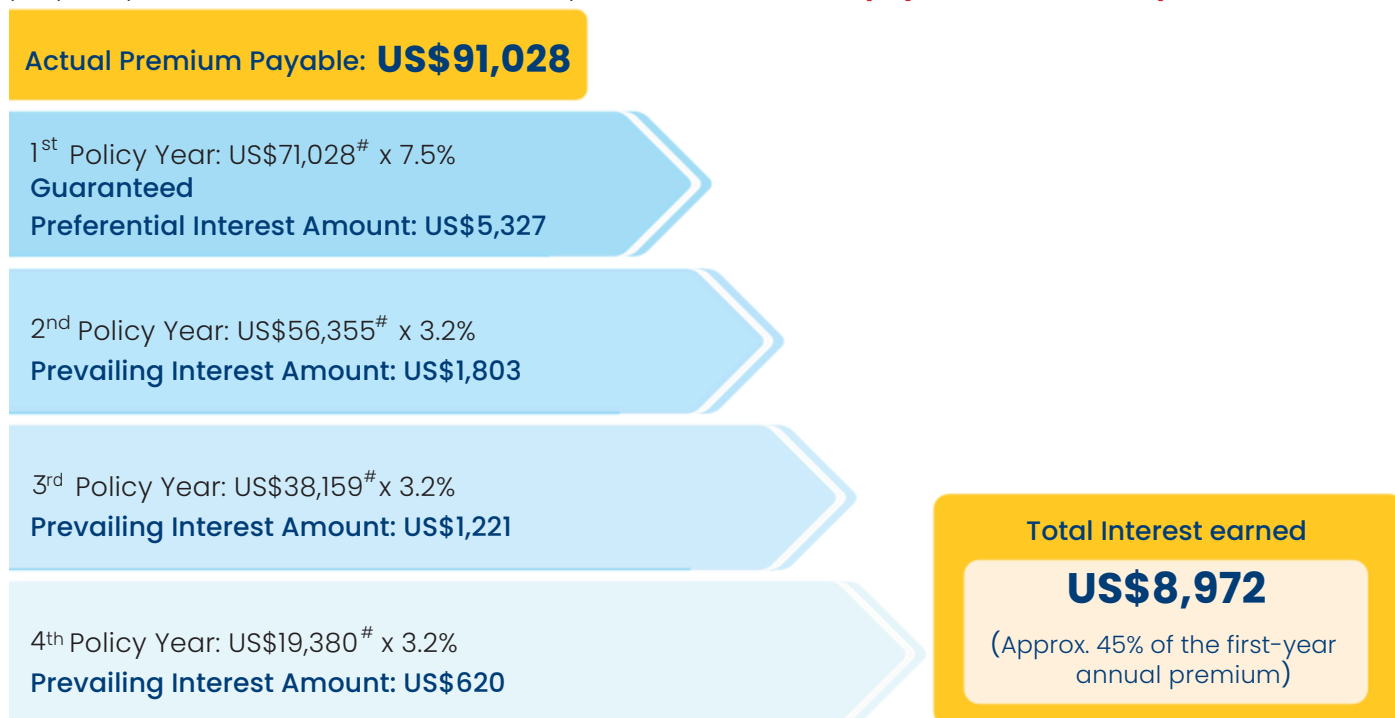 Actual Premium Payable: US$91,028
1st Policy Year: US$71,028# x 7.5%
Guaranteed
Preferential Interest Amount: US$5,327
2nd Policy Year: US$56,355# x 3.2%
Prevailing Interest Amount: US$1,803
3rd Policy Year: US$38,159# x 3.2%
Prevailing Interest Amount: US$1,221
4th Policy Year: US$19,380# x 3.2%
Prevailing Interest Amount: US$620
Total Interest earned
US$8,972
(Approx. 45% of the first-year
annual premium)